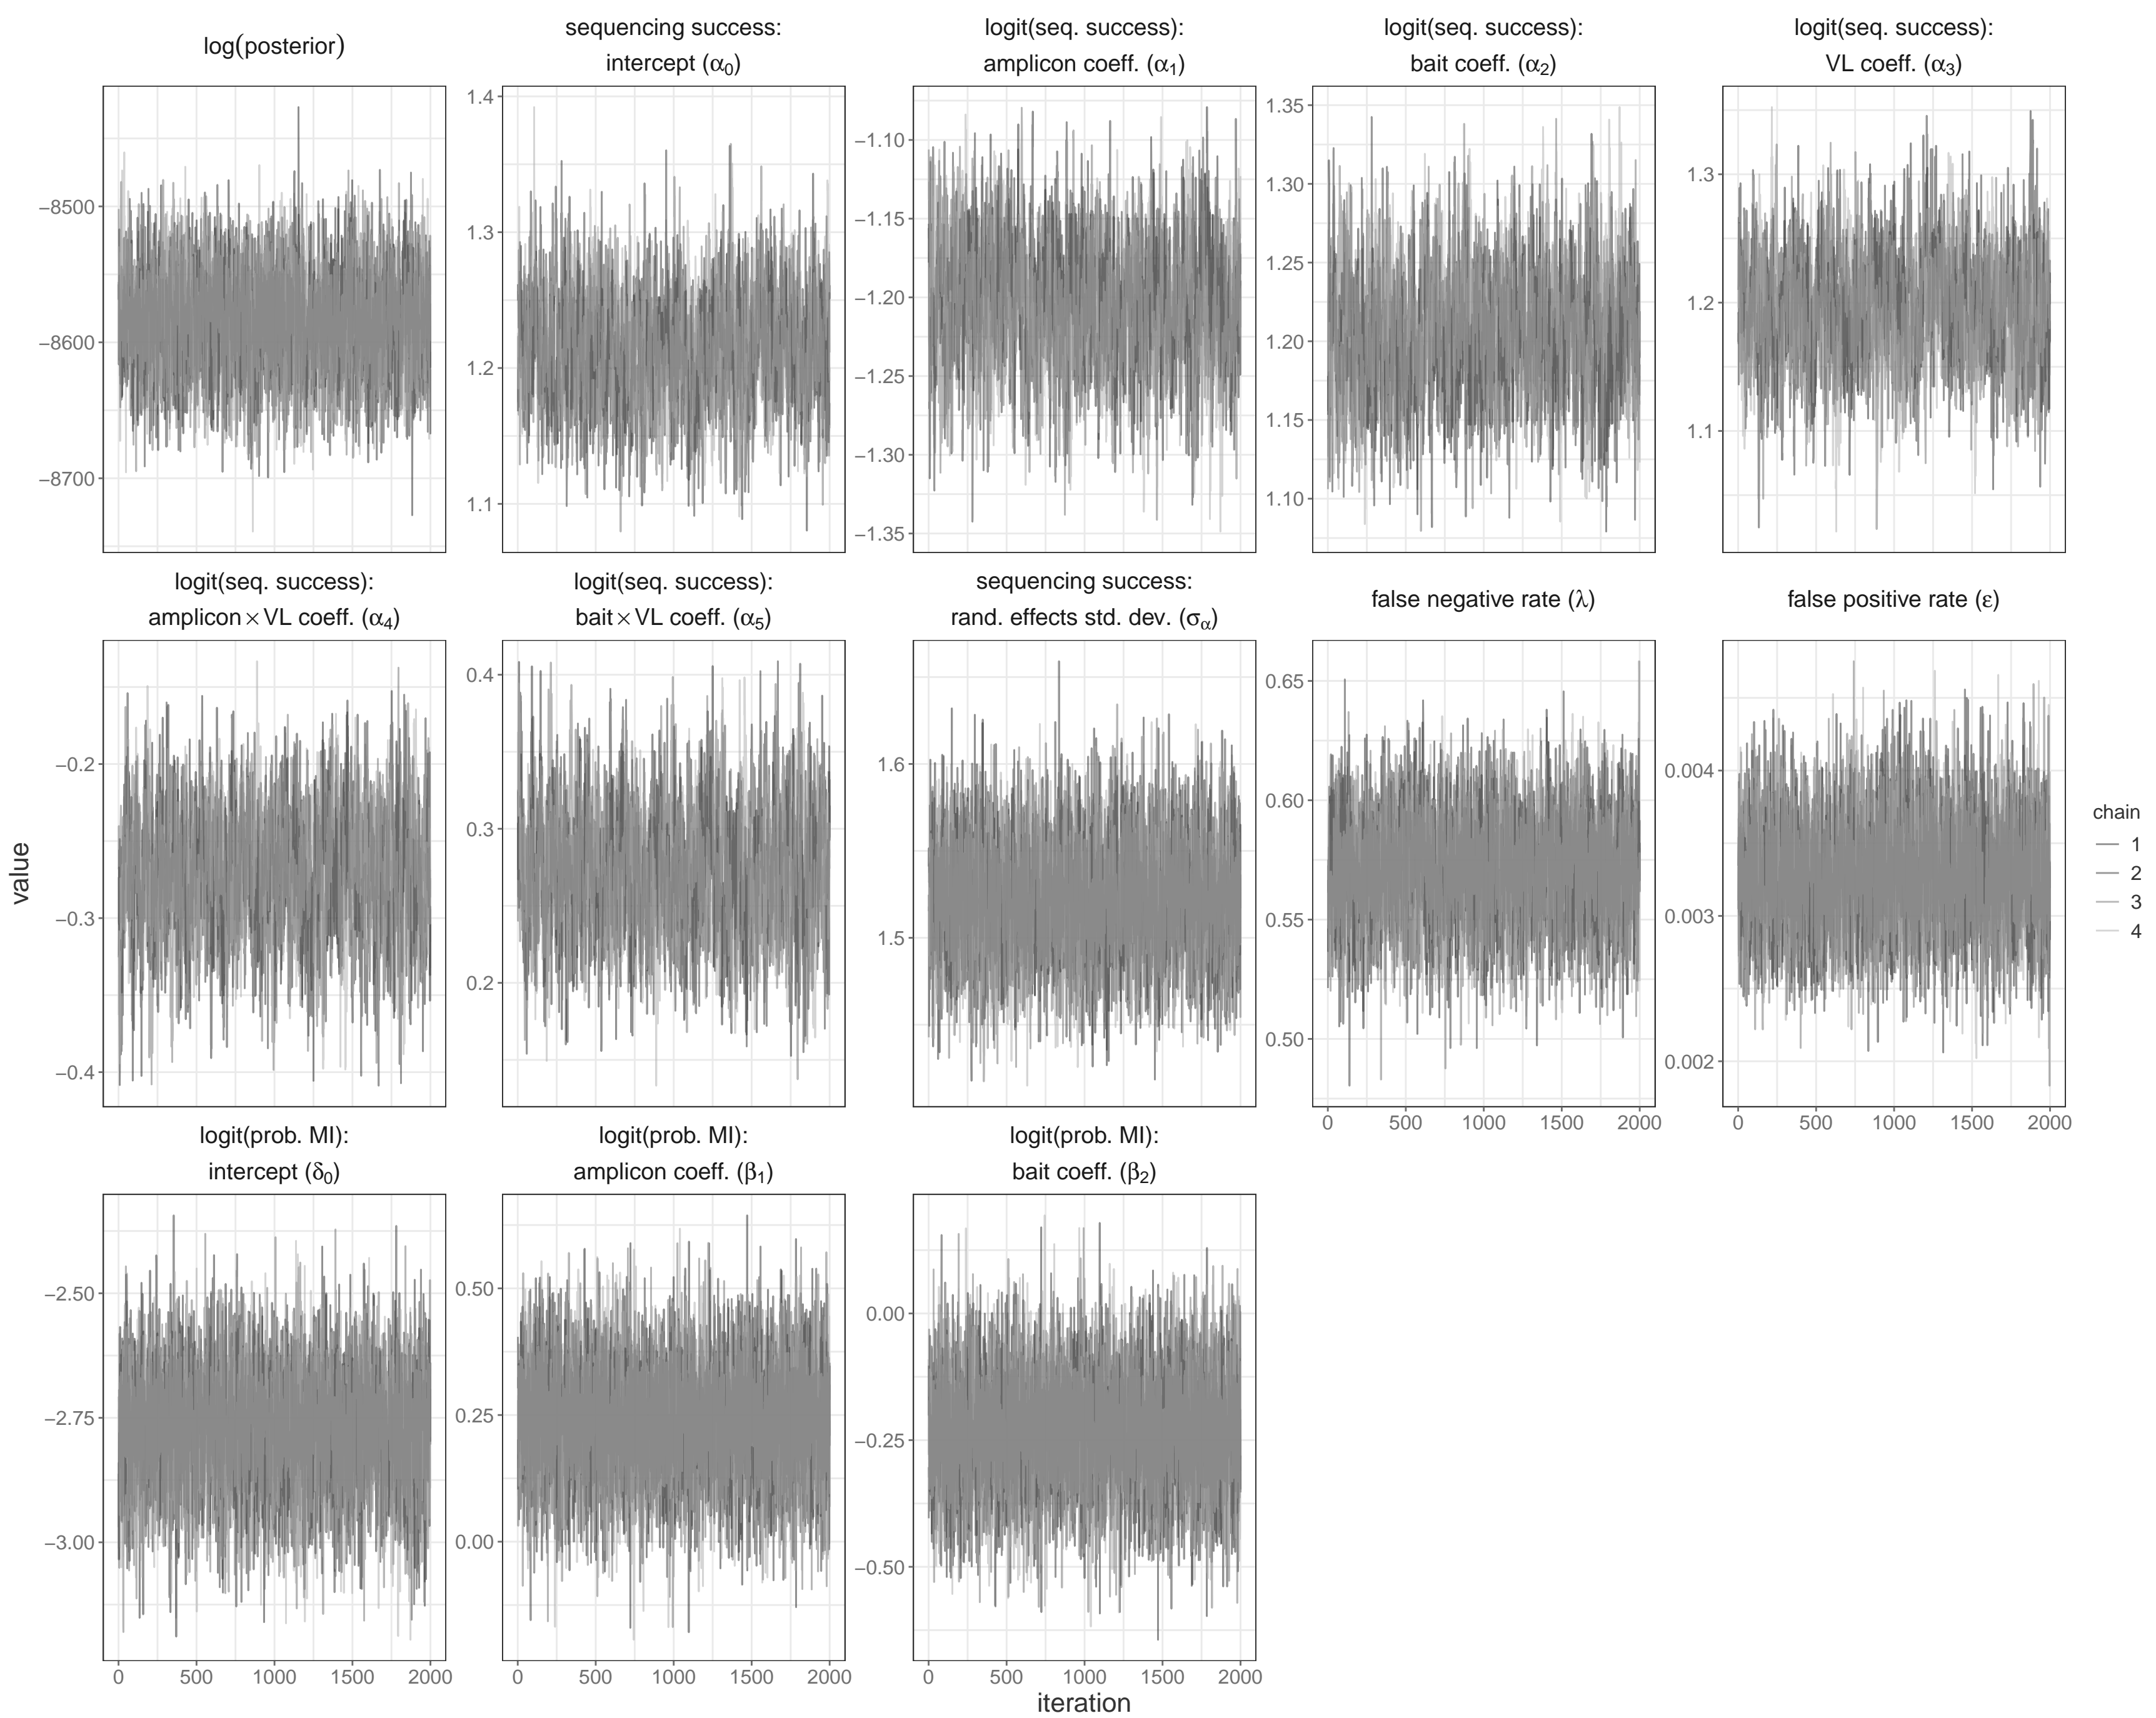 log(posterior)
sequencing success:
intercept (α0)
logit(seq. success):
amplicon coeff. (α1)
logit(seq. success):
bait coeff. (α2)
logit(seq. success):
VL coeff. (α3)
−8500
−8600
−8700
1.4
1.3
1.2
1.1
−1.10
−1.15
−1.20
−1.25
−1.30
−1.35
1.35
1.30
1.25
1.20
1.15
1.10
1.3
1.2
1.1
logit(seq. success):
amplicon×VL coeff. (α4)
logit(seq. success):
bait×VL coeff. (α5)
sequencing success:
rand. effects std. dev. (σα)
false negative rate (λ)
false positive rate (ε)
−0.2
−0.3
−0.4
0.4
0.3
0.2
1.6
1.5
0.65
0.60
0.55
0.50
0 500 1000 1500 2000
0.004
0.003
0.002
0 500 1000 1500 2000
value
chain
1
2
3
4
logit(prob. MI):
intercept (δ0)
logit(prob. MI):
amplicon coeff. (β1)
logit(prob. MI):
bait coeff. (β2)
−2.50
−2.75
−3.00
0 500 1000 1500 2000
0.50
0.25
0.00
0 500 1000 1500 2000
0.00
−0.25
−0.50
0 500 1000 1500 2000
iteration